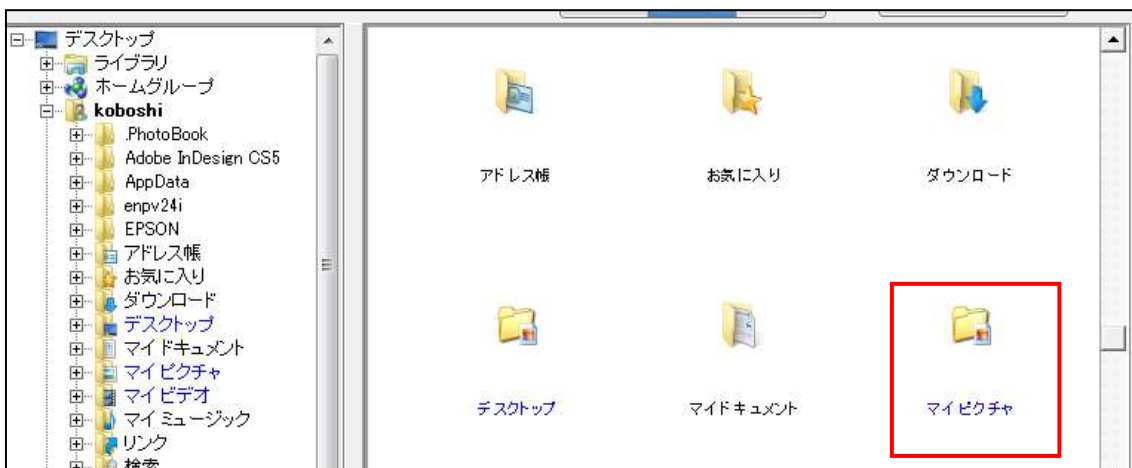 デスクトップ
ライブラリ
ホームグループ
koboshi
.PhotoBook
Adobe InDesign CS5
AppData
enpv24i
EPSON
アドレス帳
お気に入り
ダウンロード
デスクトップ
マイドキュメント
マイピクチャ
マイビデオ
マイミュージック
リンク
検索
アドレス帳
お気に入り
ダウンロード
デスクトップ
マイドキュメント
マイピクチャ